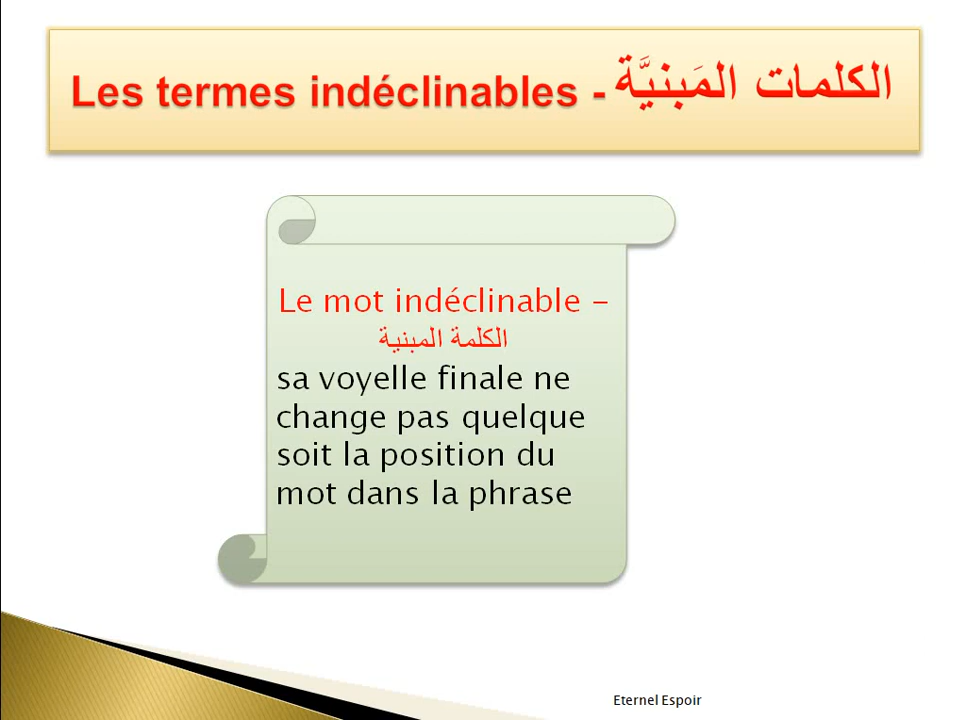 Les termes indéclinables - الكلمات المَبنيَّة
Le mot indéclinable –
الكلمة المبنية
sa voyelle finale ne
change pas quelque
soit la position du
mot dans la phrase
Eternel Espoir